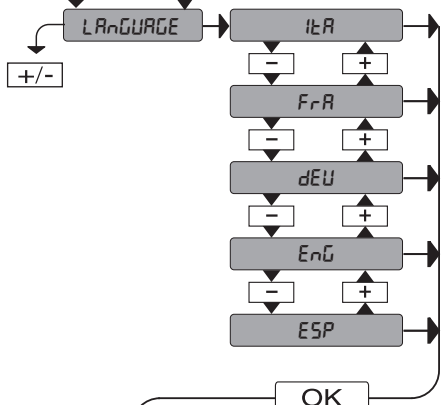 LAnGUAGE ItA
+/- - +
FrA
- +
dEU
- +
EnG
- +
ESP
OK